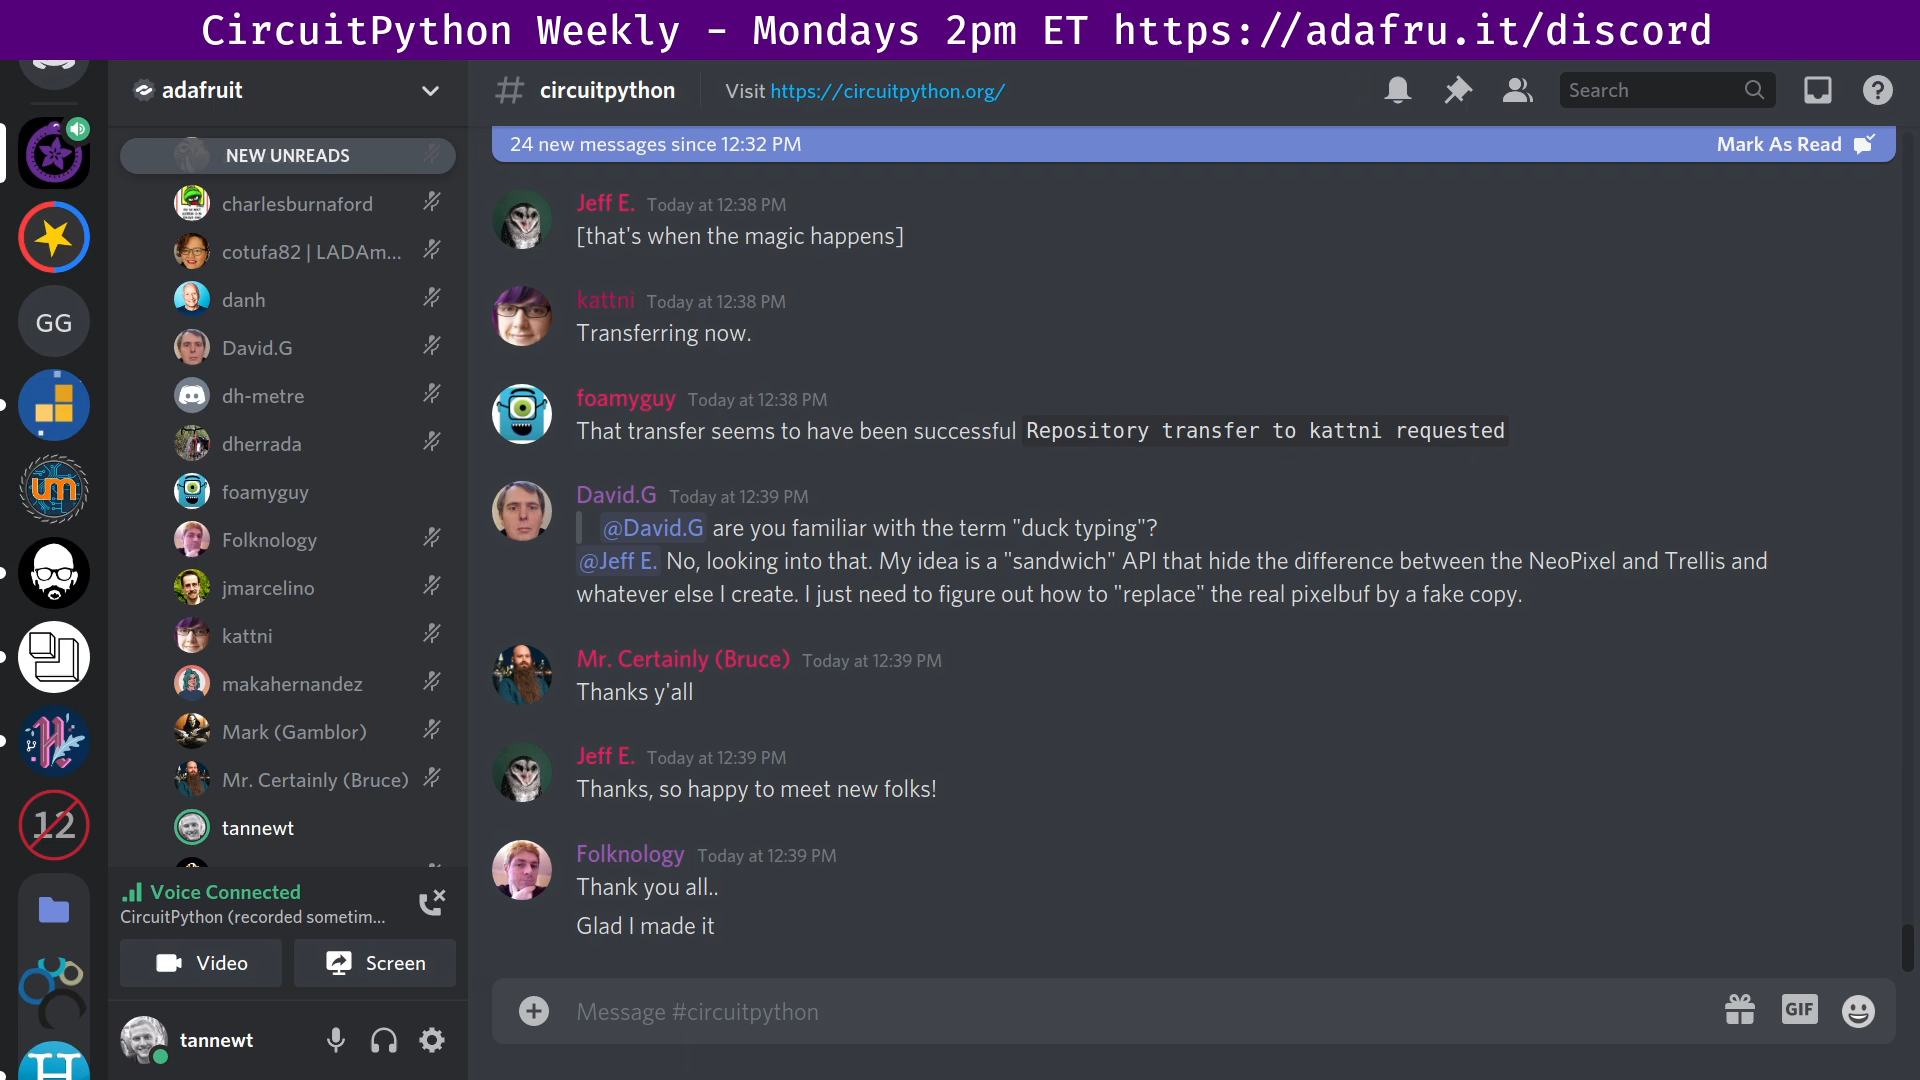 CircuitPython Weekly – Mondays 2pm ET https://adafru.it/discord
adafruit
circuitpython
Visit https://circuitpython.org/
Search
NEW UNREADS
charlesburnaford
cotufa82 | LADAm...
danh
David.G
dh-metre
dherrada
foamyguy
Folknology
jmarcelino
kattni
makahernandez
Mark (Gamblor)
Mr. Certainly (Bruce)
tannewt
GG
um
12
H
Voice Connected
CircuitPython (recorded sometim...
Video
Screen
tannewt
24 new messages since 12:32 PM
Mark As Read
Jeff E. Today at 12:38 PM
[that's when the magic happens]
kattni Today at 12:38 PM
Transferring now.
foamyguy Today at 12:38 PM
That transfer seems to have been successful Repository transfer to kattni requested
David.G Today at 12:39 PM
@David.G are you familiar with the term "duck typing"?
@Jeff E. No, looking into that. My idea is a "sandwich" API that hide the difference between the NeoPixel and Trellis and
whatever else I create. I just need to figure out how to "replace" the real pixelbuf by a fake copy.
Mr. Certainly (Bruce) Today at 12:39 PM
Thanks y'all
Jeff E. Today at 12:39 PM
Thanks, so happy to meet new folks!
Folknology Today at 12:39 PM
Thank you all..
Glad I made it
Message #circuitpython
GIF